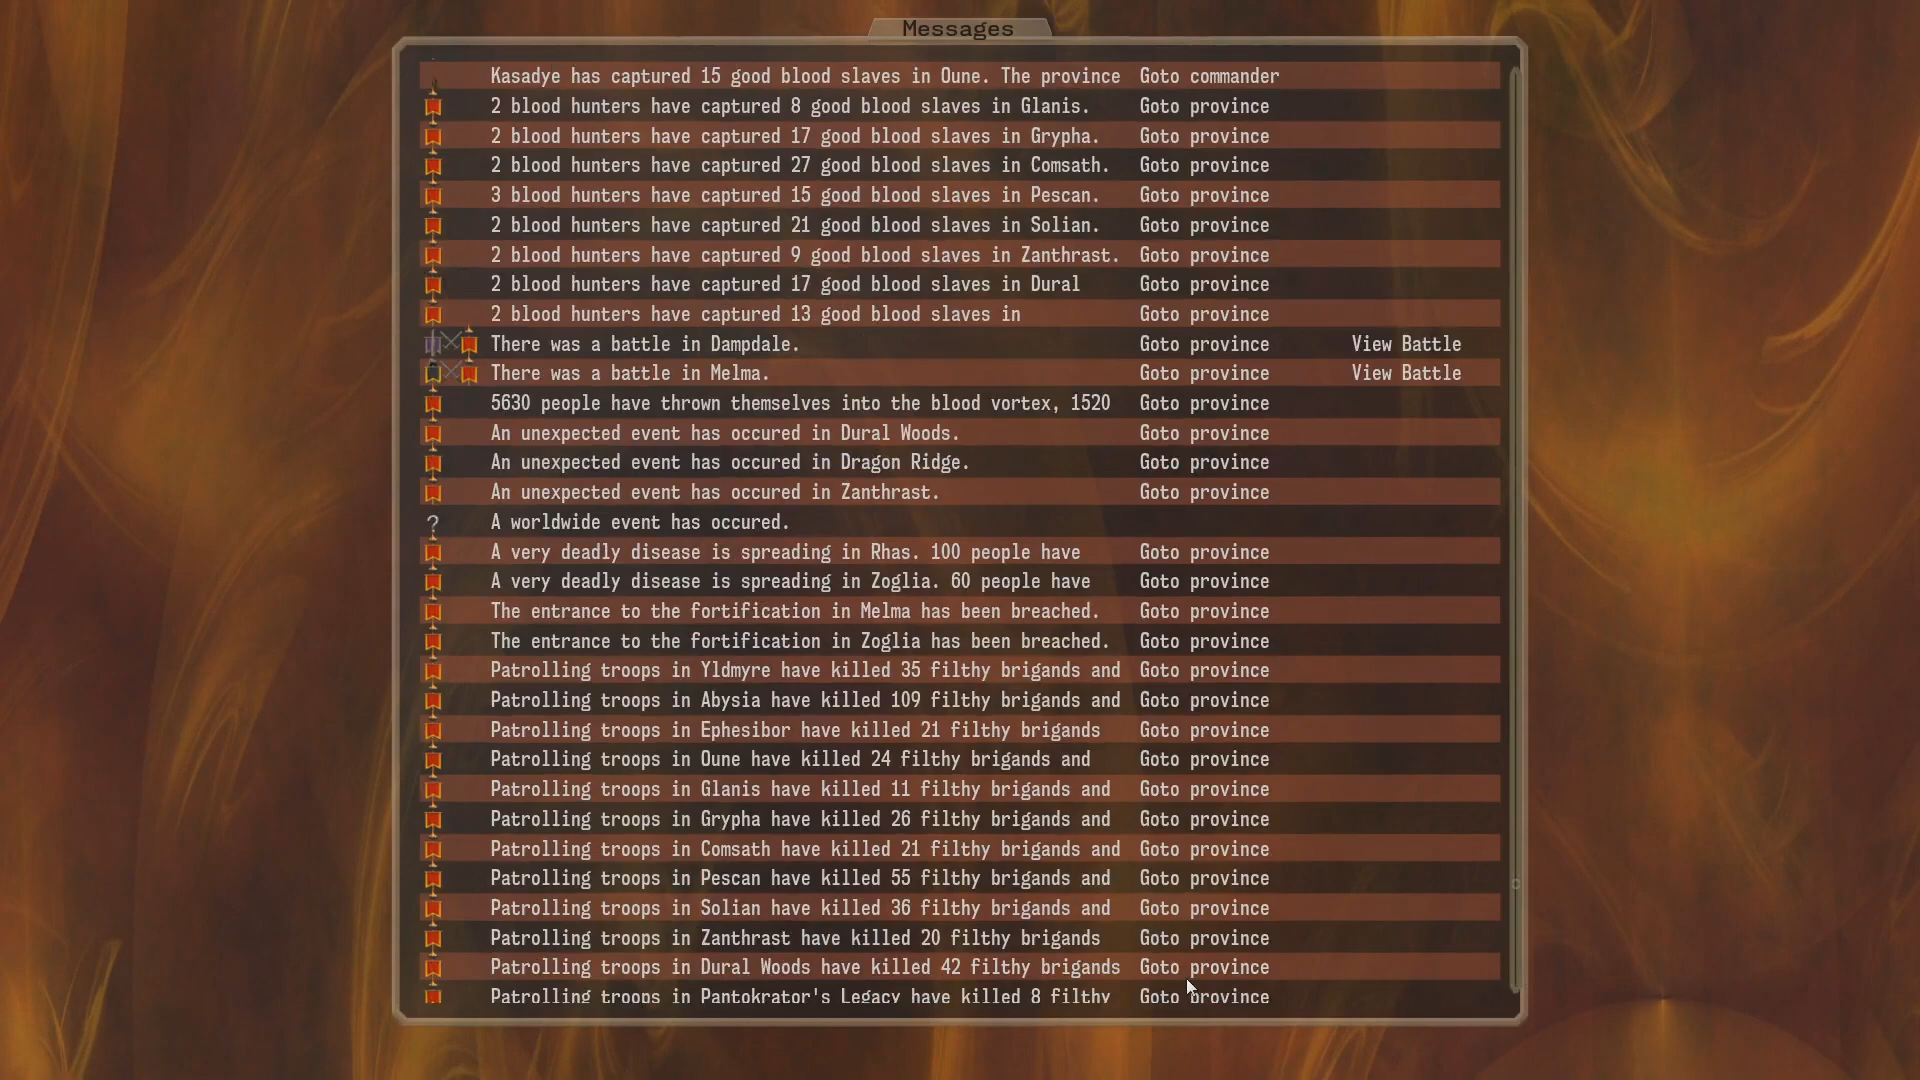 Messages
Kasadye has captured 15 good blood slaves in Oune. The province Goto commander
2 blood hunters have captured 8 good blood slaves in Glanis. Goto province
2 blood hunters have captured 17 good blood slaves in Grypha. Goto province
2 blood hunters have captured 27 good blood slaves in Comsath. Goto province
3 blood hunters have captured 15 good blood slaves in Pescan. Goto province
2 blood hunters have captured 21 good blood slaves in Solian. Goto province
2 blood hunters have captured 9 good blood slaves in Zanthrast. Goto province
2 blood hunters have captured 17 good blood slaves in Dural Goto province
2 blood hunters have captured 13 good blood slaves in Goto province
There was a battle in Dampdale. Goto province View Battle
There was a battle in Melma. Goto province View Battle
5630 people have thrown themselves into the blood vortex, 1520 Goto province
An unexpected event has occured in Dural Woods. Goto province
An unexpected event has occured in Dragon Ridge. Goto province
An unexpected event has occured in Zanthrast. Goto province
? A worldwide event has occured.
A very deadly disease is spreading in Rhas. 100 people have Goto province
A very deadly disease is spreading in Zoglia. 60 people have Goto province
The entrance to the fortification in Melma has been breached. Goto province
The entrance to the fortification in Zoglia has been breached. Goto province
Patrolling troops in Yldmyre have killed 35 filthy brigands and Goto province
Patrolling troops in Abysia have killed 109 filthy brigands and Goto province
Patrolling troops in Ephesibor have killed 21 filthy brigands Goto province
Patrolling troops in Oune have killed 24 filthy brigands and Goto province
Patrolling troops in Glanis have killed 11 filthy brigands and Goto province
Patrolling troops in Grypha have killed 26 filthy brigands and Goto province
Patrolling troops in Comsath have killed 21 filthy brigands and Goto province
Patrolling troops in Pescan have killed 55 filthy brigands and Goto province
Patrolling troops in Solian have killed 36 filthy brigands and Goto province
Patrolling troops in Zanthrast have killed 20 filthy brigands Goto province
Patrolling troops in Dural Woods have killed 42 filthy brigands Goto province
Patrolling troops in Pantokrator's Legacy have killed 8 filthy Goto province